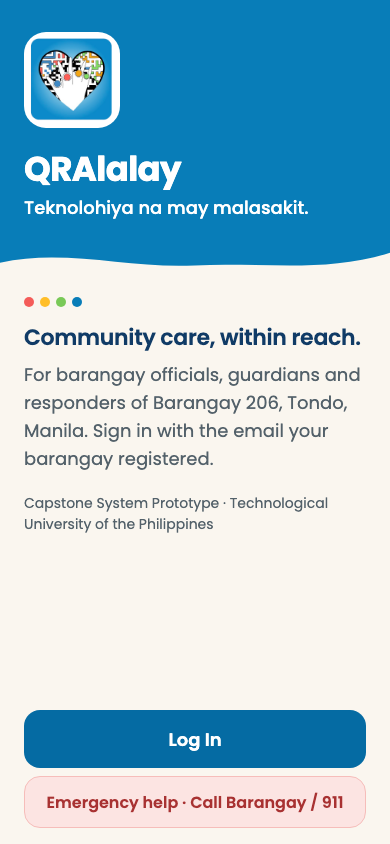 QRAlalay
Teknolohiya na may malasakit.
Community care, within reach.
For barangay officials, guardians and
responders of Barangay 206, Tondo,
Manila. Sign in with the email your
barangay registered.
Capstone System Prototype · Technological
University of the Philippines
Log In
Emergency help · Call Barangay / 911